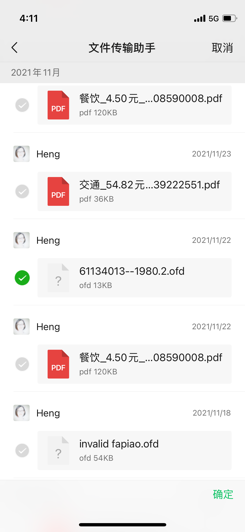 4:11
5G
文件传输助手
取消
2021年11月
餐饮_4.50元_...08590008.pdf
PDF
pdf 120KB
Heng
2021/11/23
交通_54.82元...39222551.pdf
PDF
pdf 36KB
Heng
2021/11/22
61134013--1980.2.ofd
?
ofd 13KB
Heng
2021/11/22
餐饮_4.50元_...08590008.pdf
PDF
pdf 120KB
Heng
2021/11/18
invalid fapiao.ofd
?
ofd 54KB
确定